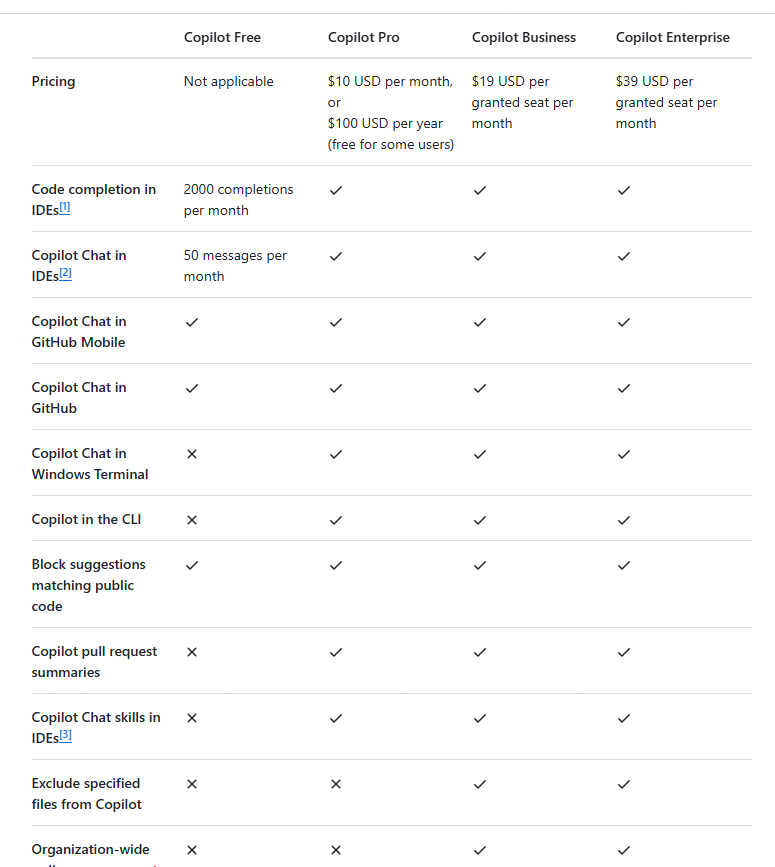 Copilot Free Copilot Pro Copilot Business Copilot Enterprise
Pricing Not applicable $10 USD per month, $19 USD per $39 USD per
or granted seat per granted seat per
$100 USD per year month month
(free for some users)
Code completion in 2000 completions ✓ ✓ ✓
IDEs[1] per month
Copilot Chat in 50 messages per ✓ ✓ ✓
IDEs[2] month
Copilot Chat in ✓ ✓ ✓ ✓
GitHub Mobile
Copilot Chat in ✓ ✓ ✓ ✓
GitHub
Copilot Chat in ✕ ✓ ✓ ✓
Windows Terminal
Copilot in the CLI ✕ ✓ ✓ ✓
Block suggestions ✓ ✓ ✓ ✓
matching public
code
Copilot pull request ✕ ✓ ✓ ✓
summaries
Copilot Chat skills in ✕ ✓ ✓ ✓
IDEs[3]
Exclude specified ✕ ✕ ✓ ✓
files from Copilot
Organization-wide ✕ ✕ ✓ ✓